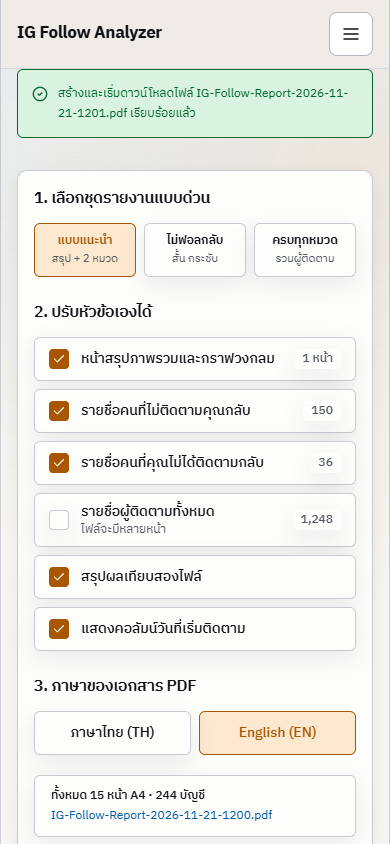 IG Follow Analyzer
สร้างและเริ่มดาวน์โหลดไฟล์ IG-Follow-Report-2026-11-
21-1201.pdf เรียบร้อยแล้ว
1. เลือกชุดรายงานแบบด่วน
แบบแนะนำ
สรุป + 2 หมวด
ไม่ฟอลกลับ
สั้น กระชับ
ครบทุกหมวด
รวมผู้ติดตาม
2. ปรับหัวข้อเองได้
หน้าสรุปภาพรวมและกราฟวงกลม 1 หน้า
รายชื่อคนที่ไม่ติดตามคุณกลับ 150
รายชื่อคนที่คุณไม่ได้ติดตามกลับ 36
รายชื่อผู้ติดตามทั้งหมด 1,248
ไฟล์จะมีหลายหน้า
สรุปผลเทียบสองไฟล์
แสดงคอลัมน์วันที่เริ่มติดตาม
3. ภาษาของเอกสาร PDF
ภาษาไทย (TH) English (EN)
ทั้งหมด 15 หน้า A4 · 244 บัญชี
IG-Follow-Report-2026-11-21-1200.pdf